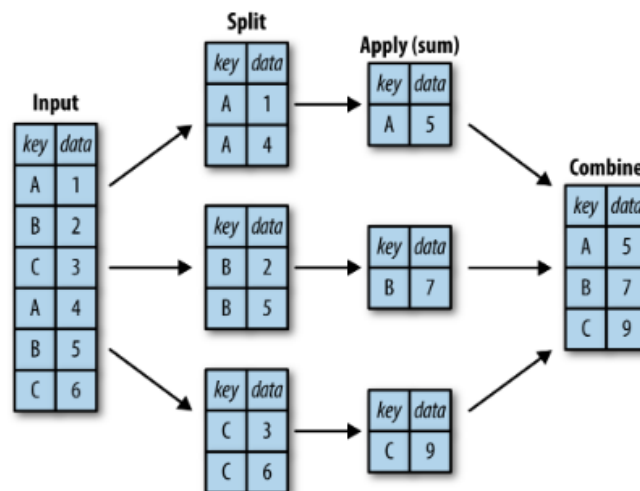 Input
key data
A 1
B 2
C 3
A 4
B 5
C 6
Split
key data
A 1
A 4
key data
B 2
B 5
key data
C 3
C 6
Apply (sum)
key data
A 5
key data
B 7
key data
C 9
Combine
key data
A 5
B 7
C 9